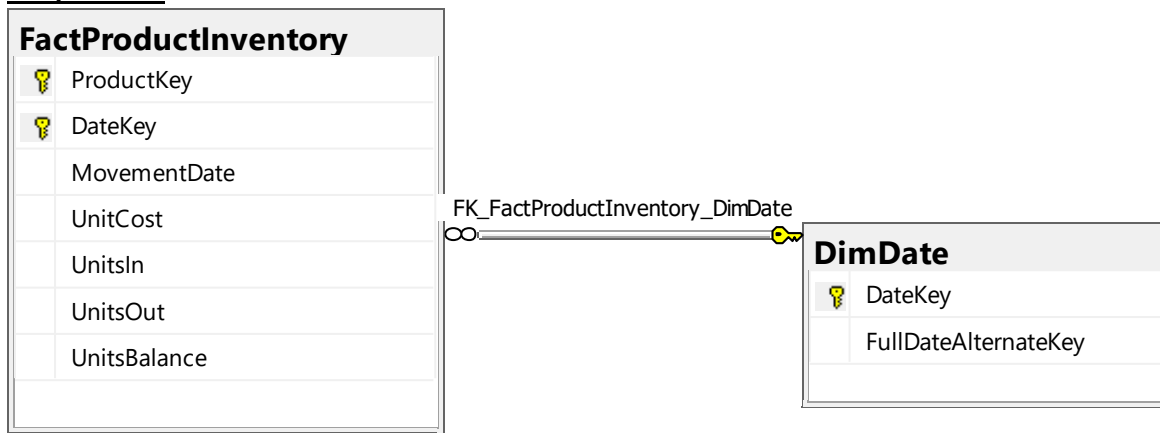 FactProductInventory
ProductKey
DateKey
MovementDate
UnitCost
UnitsIn
UnitsOut
UnitsBalance
FK_FactProductInventory_DimDate
DimDate
DateKey
FullDateAlternateKey